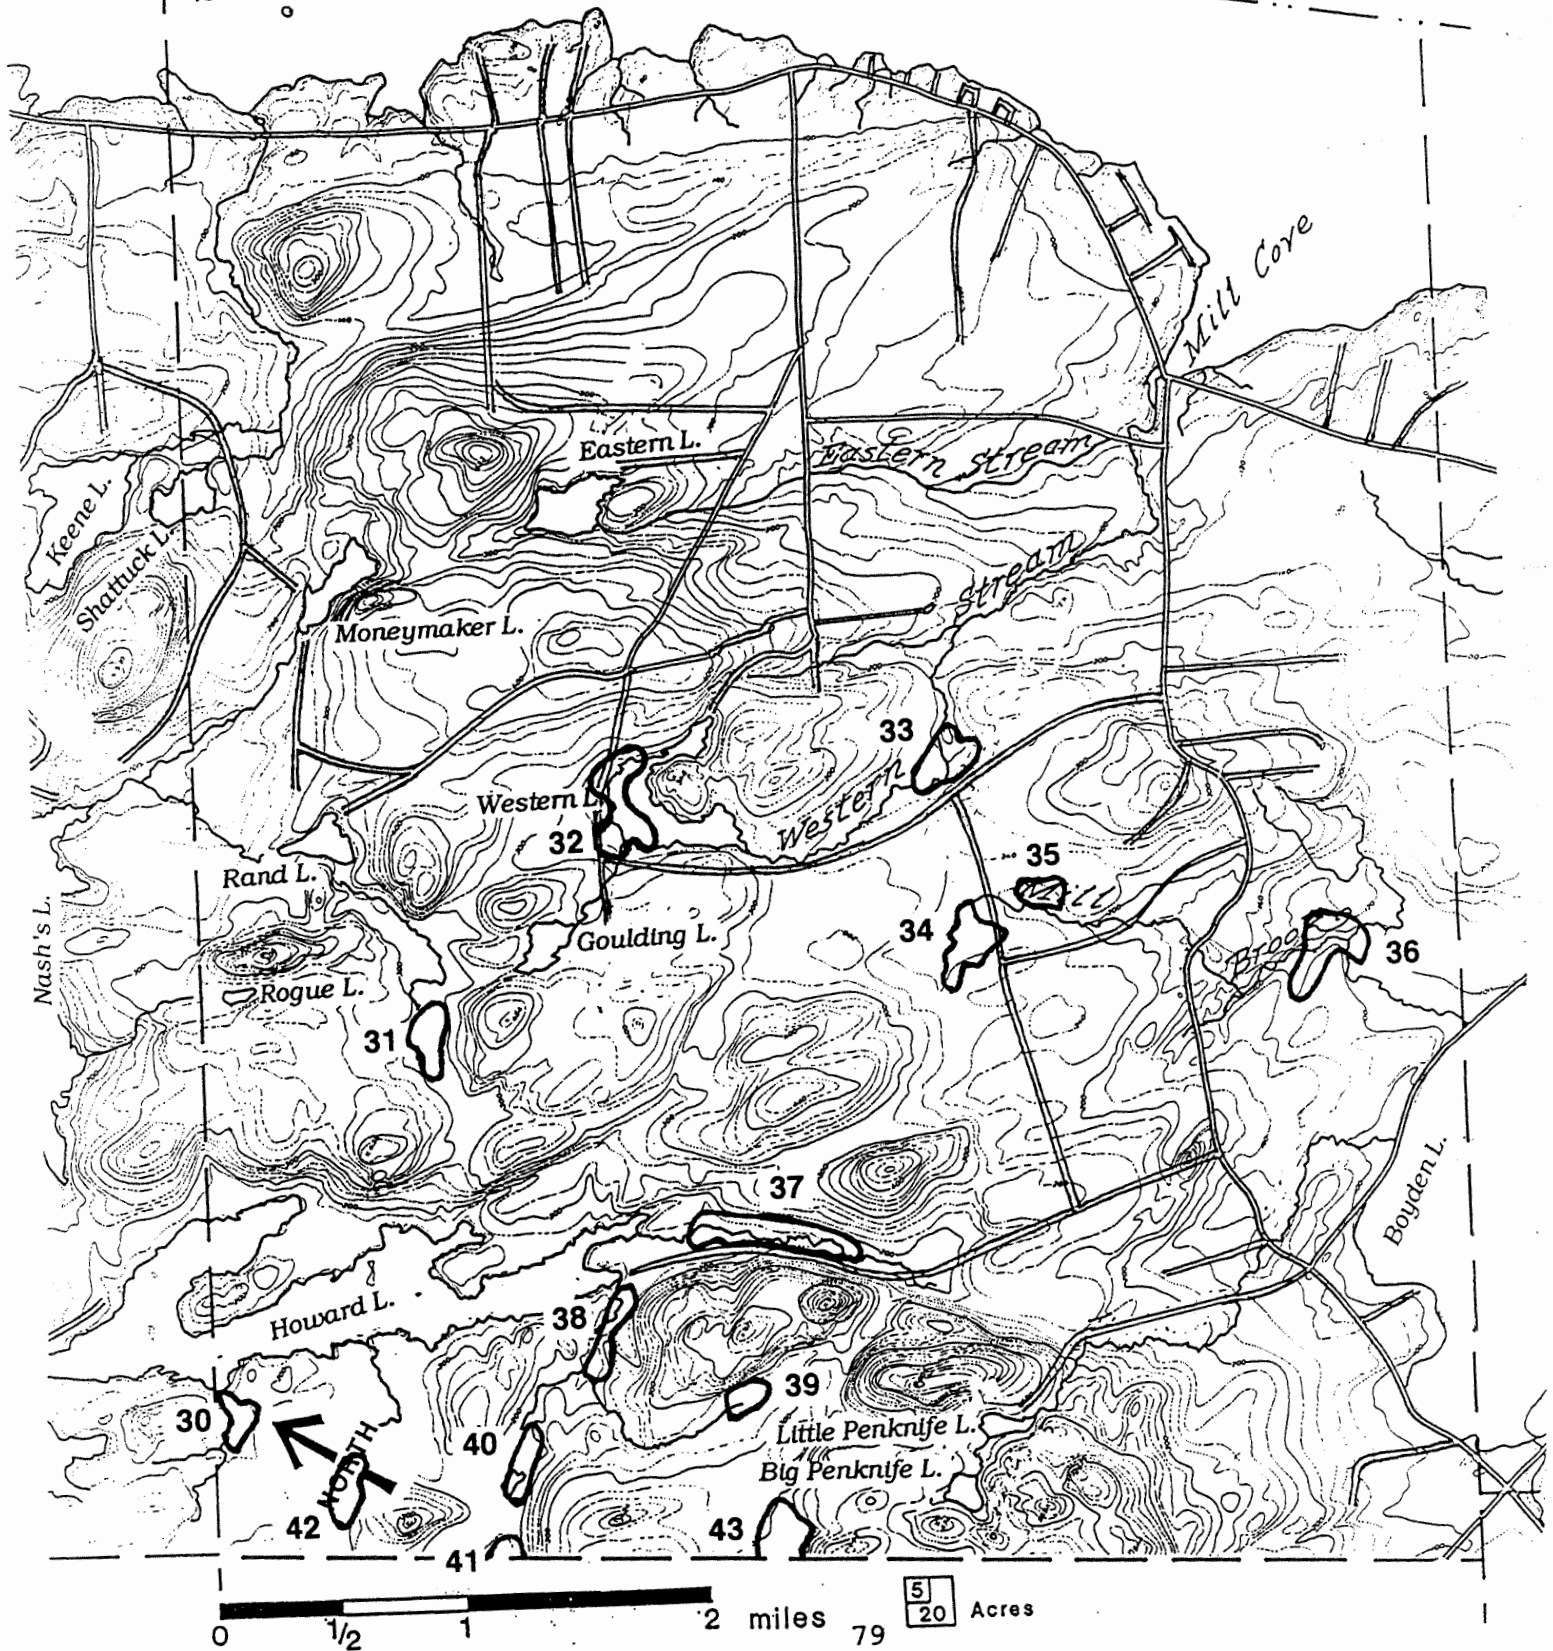 Mill Cove
Eastern L.
Eastern Stream
Keene L.
Shattuck L.
Stream
Moneymaker L.
33
Western L.
Western
32
35
Rand L.
Mill
34
Goulding L.
Nash's L.
Brook
36
Rogue L.
31
37
Boyden L.
Howard L.
38
39
30
Little Penknife L.
NORTH
40
Big Penknife L.
42
43
41
5
20 Acres
0 1/2 1 2 miles
79